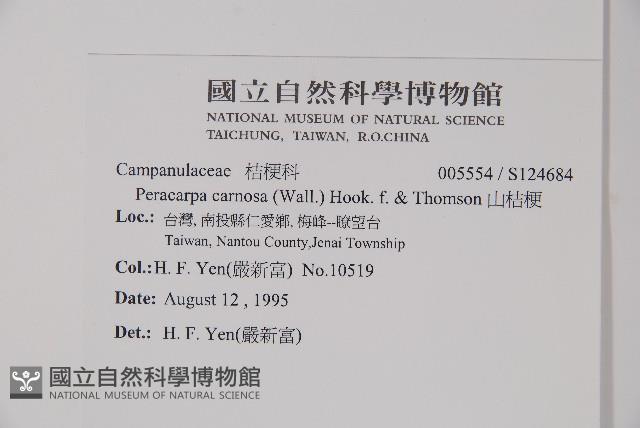 國立自然科學博物館
NATIONAL MUSEUM OF NATURAL SCIENCE
TAICHUNG, TAIWAN, R.O.CHINA
Campanulaceae 桔梗科 005554 / S124684
Peracarpa carnosa (Wall.) Hook. f. & Thomson 山桔梗
Loc.: 台灣, 南投縣仁愛鄉, 梅峰--瞭望台
Taiwan, Nantou County,Jenai Township
Col.:H. F. Yen(嚴新富) No.10519
Date: August 12 , 1995
Det.: H. F. Yen(嚴新富)
國立自然科學博物館
NATIONAL MUSEUM OF NATURAL SCIENCE